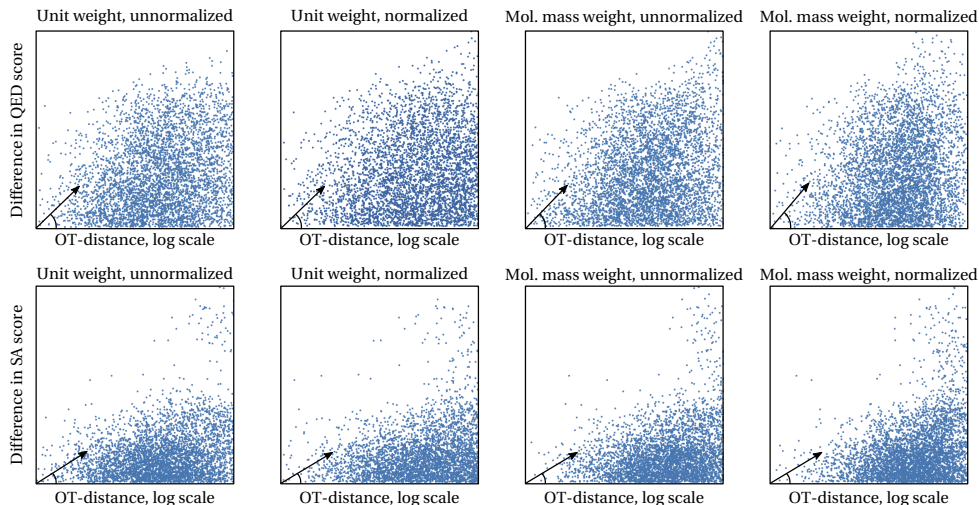 Unit weight, unnormalized
Unit weight, normalized
Mol. mass weight, unnormalized
Mol. mass weight, normalized
Difference in QED score
OT-distance, log scale
OT-distance, log scale
OT-distance, log scale
OT-distance, log scale
Unit weight, unnormalized
Unit weight, normalized
Mol. mass weight, unnormalized
Mol. mass weight, normalized
Difference in SA score
OT-distance, log scale
OT-distance, log scale
OT-distance, log scale
OT-distance, log scale